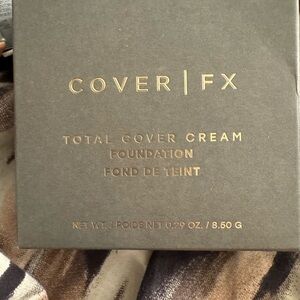 COVER | FX
TOTAL COVER CREAM
FOUNDATION
FOND DE TEINT
NET WT. / POIDS NET 0.29 OZ. / 8.50 G